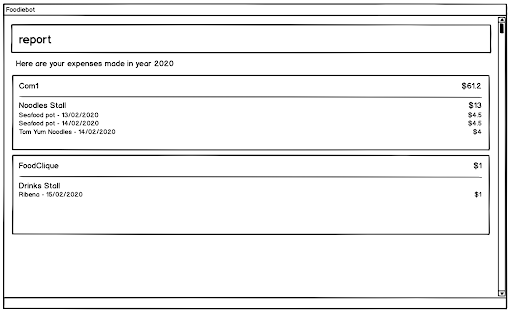 Foodiebot
report
Here are your expenses made in year 2020
Com1 $61.2
Noodles Stall $13
Seafood pot - 13/02/2020 $4.5
Seafood pot - 14/02/2020 $4.5
Tom Yum Noodles - 14/02/2020 $4
FoodClique $1
Drinks Stall
Ribena - 15/02/2020 $1